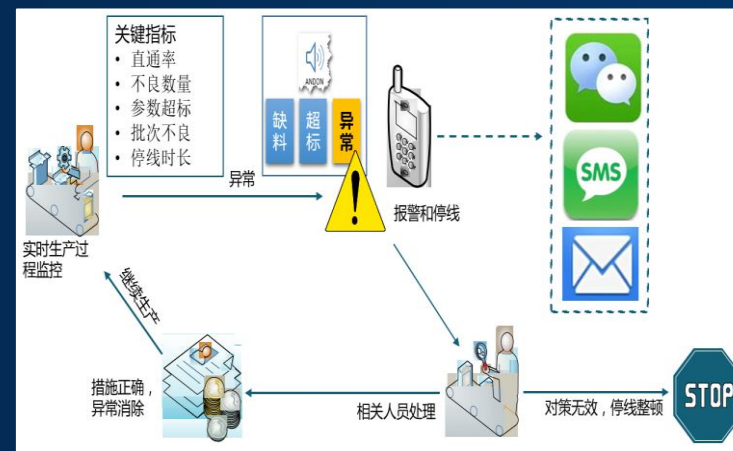 关键指标
• 直通率
• 不良数量
• 参数超标
• 批次不良
• 停线时长
ANDON
缺料
超标
异常
异常
报警和停线
SMS
实时生产过
程监控
继续生产
措施正确，
异常消除
相关人员处理
对策无效，停线整顿
STOP